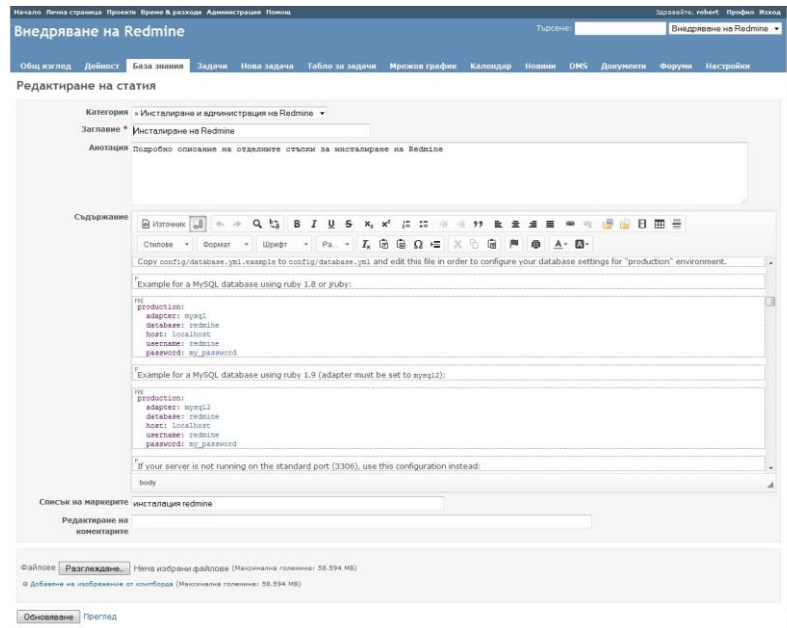 Начало Лична страница Проекти Време & разходи Администрация Помощ
Здравейте, robert Профил Изход
Внедряване на Redmine
Търсене:
Внедряване на Redmine
Общ изглед Дейност База знания Задачи Нова задача Табло за задачи Мрежов график Календар Новини DMS Документи Форуми Настройки
Редактиране на статия
Категория » Инсталиране и администрация на Redmine
Заглавие * Инсталиране на Redmine
Анотация Подробно описание на отделните стъпки за инсталиране на Redmine
Съдържание
Източник
Стилове Формат Шрифт Ра...
Copy config/database.yml.example to config/database.yml and edit this file in order to configure your database settings for "production" environment.
P
Example for a MySQL database using ruby 1.8 or jruby:
PRE
production:
adapter: mysql
database: redmine
host: localhost
username: redmine
password: my_password
P
Example for a MySQL database using ruby 1.9 (adapter must be set to mysql2):
PRE
production:
adapter: mysql2
database: redmine
host: localhost
username: redmine
password: my_password
P
If your server is not running on the standard port (3306), use this configuration instead:
body
Списък на маркерите инсталация redmine
Редактиране на
коментарите
Файлове Разглеждане.. Няма избрани файлове (Максимална големина: 58.594 MB)
Добавяне на изображение от клипборда (Максимална големина: 58.594 MB)
Обновяване Преглед